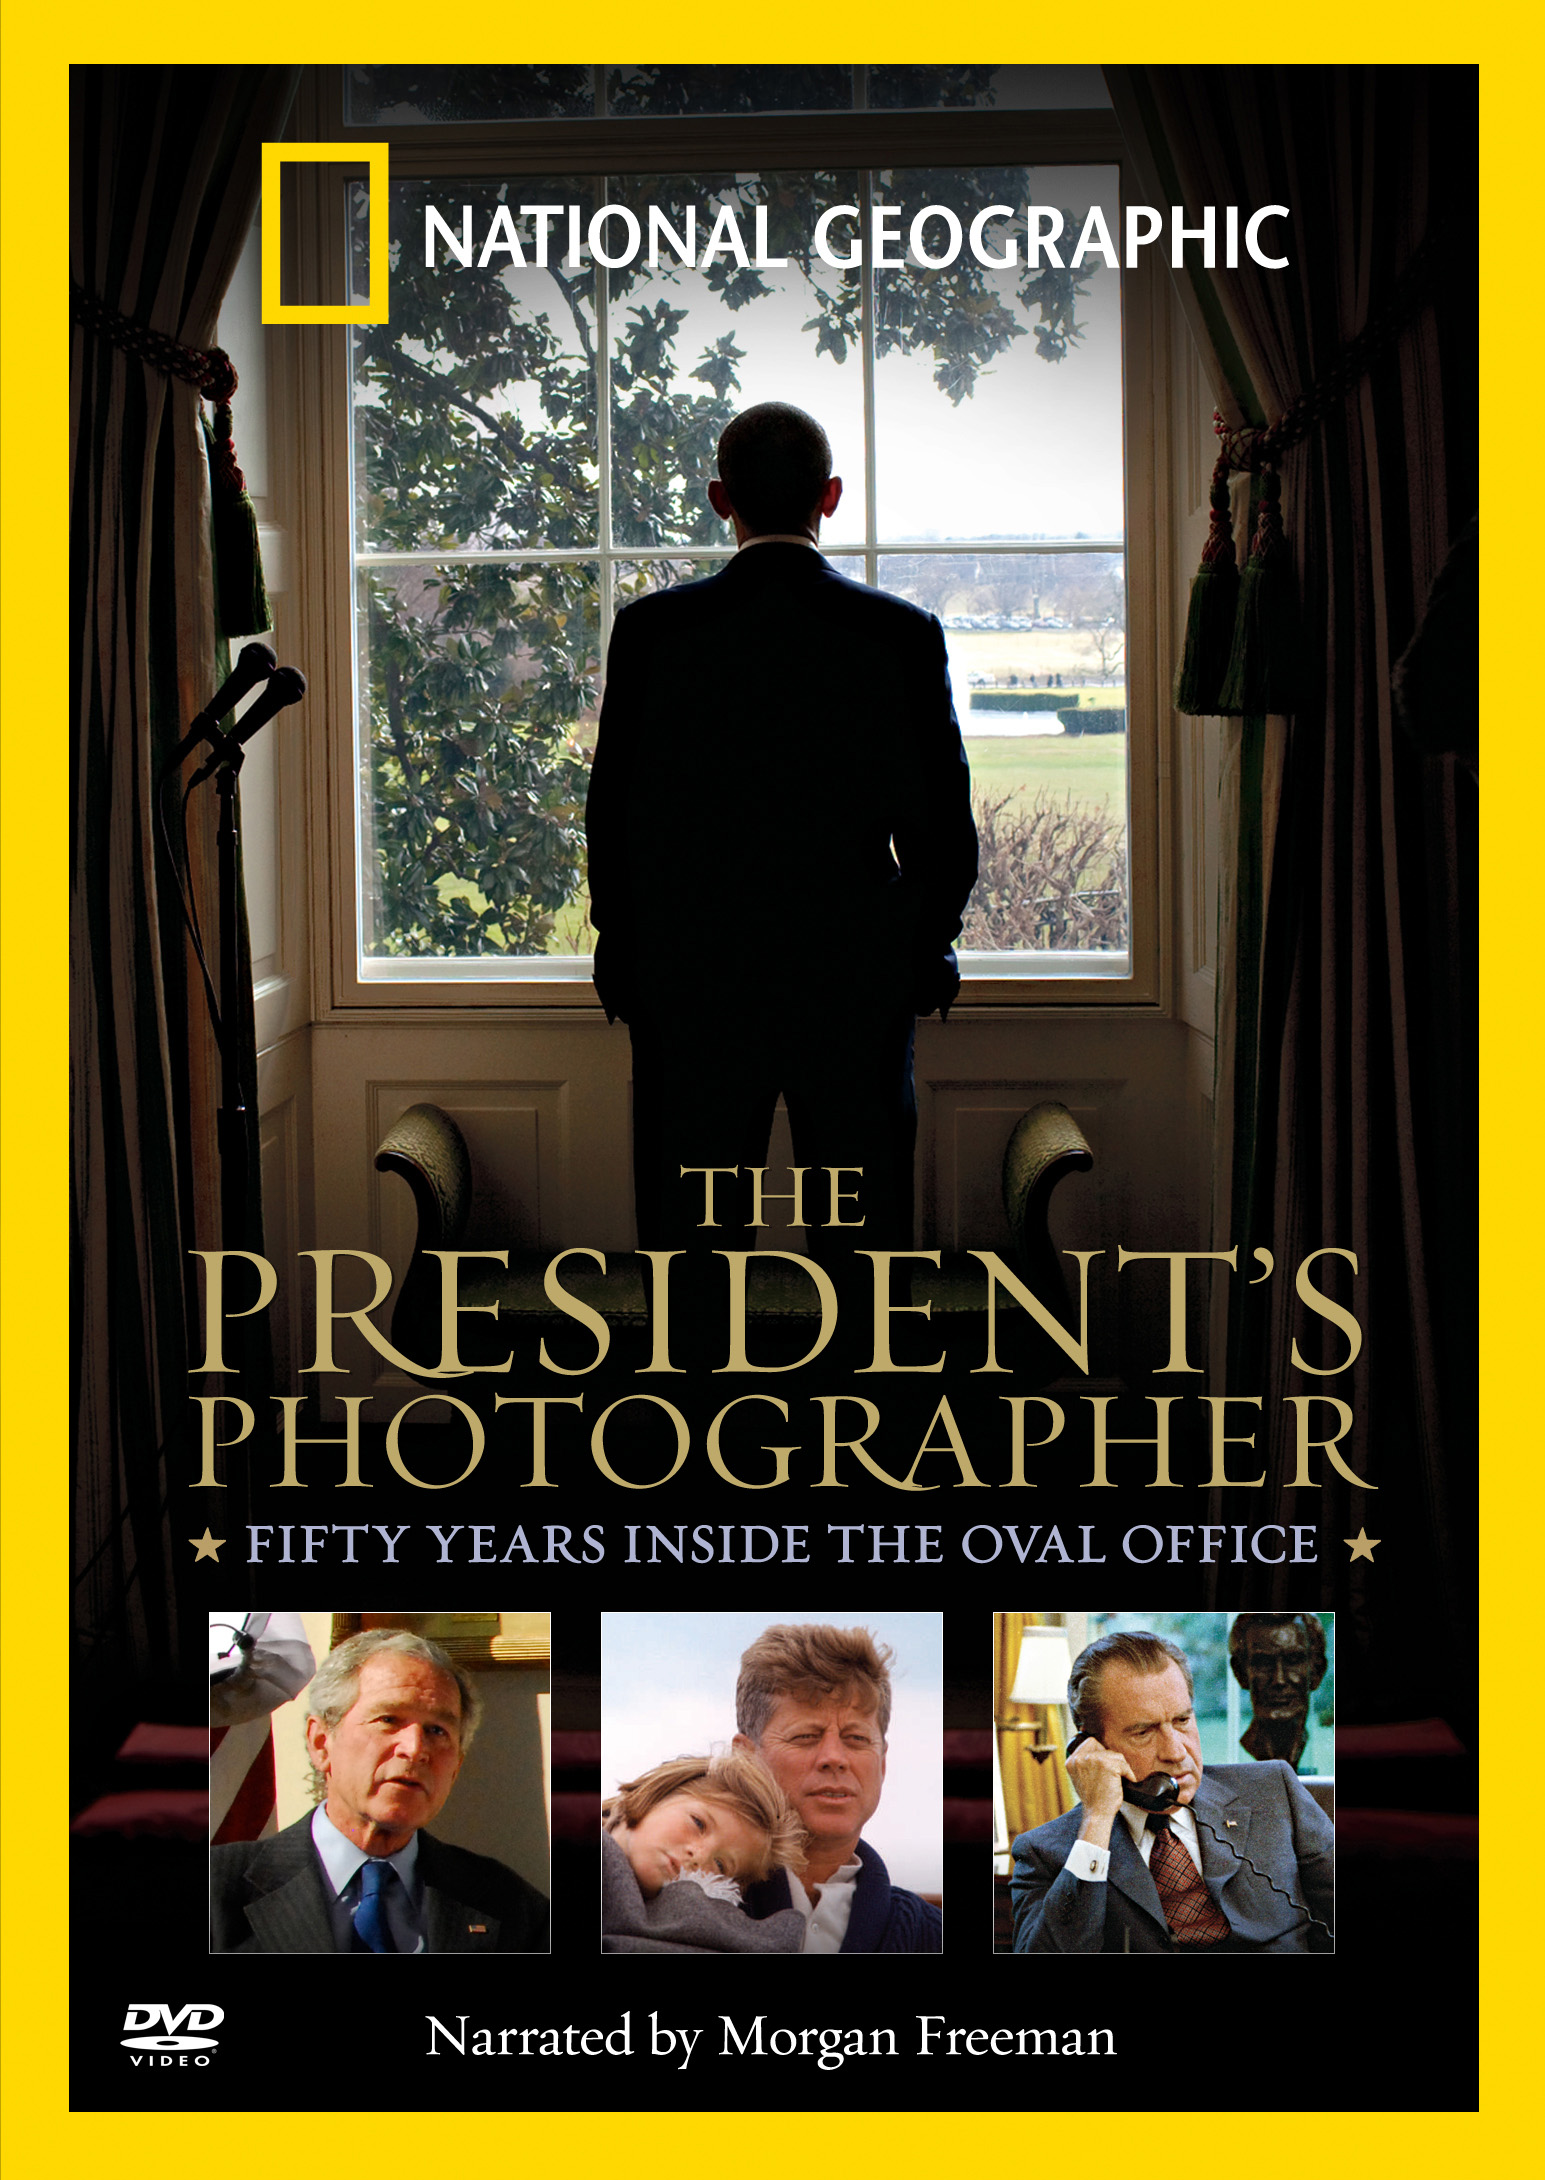 NATIONAL GEOGRAPHIC
THE
PRESIDENT'S
PHOTOGRAPHER
★ FIFTY YEARS INSIDE THE OVAL OFFICE ★
DVD
VIDEO
Narrated by Morgan Freeman